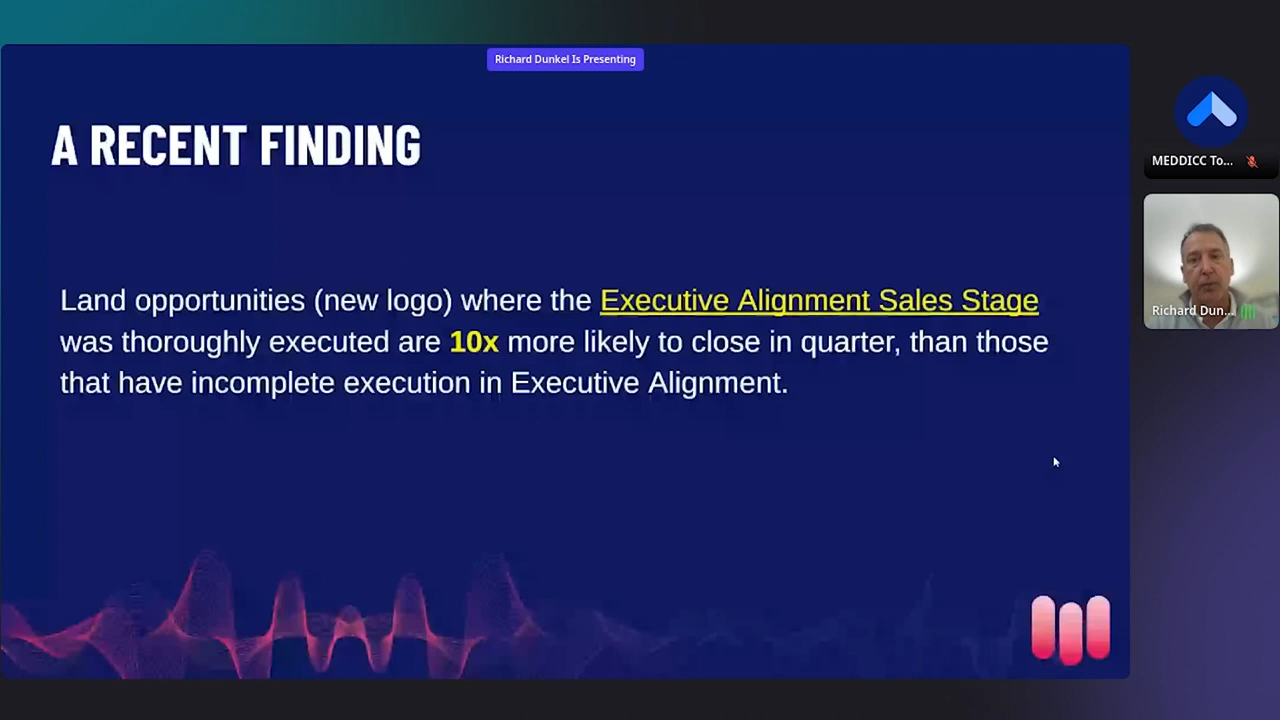 Richard Dunkel Is Presenting
A RECENT FINDING
Land opportunities (new logo) where the Executive Alignment Sales Stage
was thoroughly executed are 10x more likely to close in quarter, than those
that have incomplete execution in Executive Alignment.
MEDDICC To...
Richard Dun...